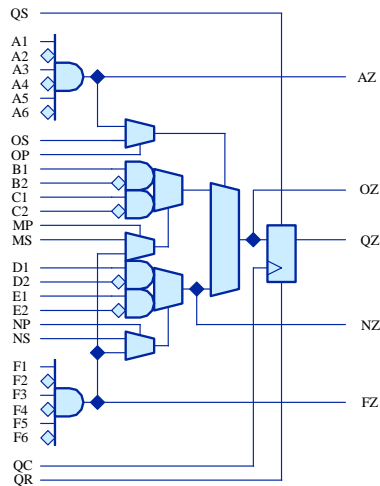 QS
A1
A2
A3
A4
A5
A6
AZ
OS
OP
B1
B2
C1
C2
MP
MS
OZ
QZ
D1
D2
E1
E2
NP
NS
NZ
F1
F2
F3
F4
F5
F6
FZ
QC
QR